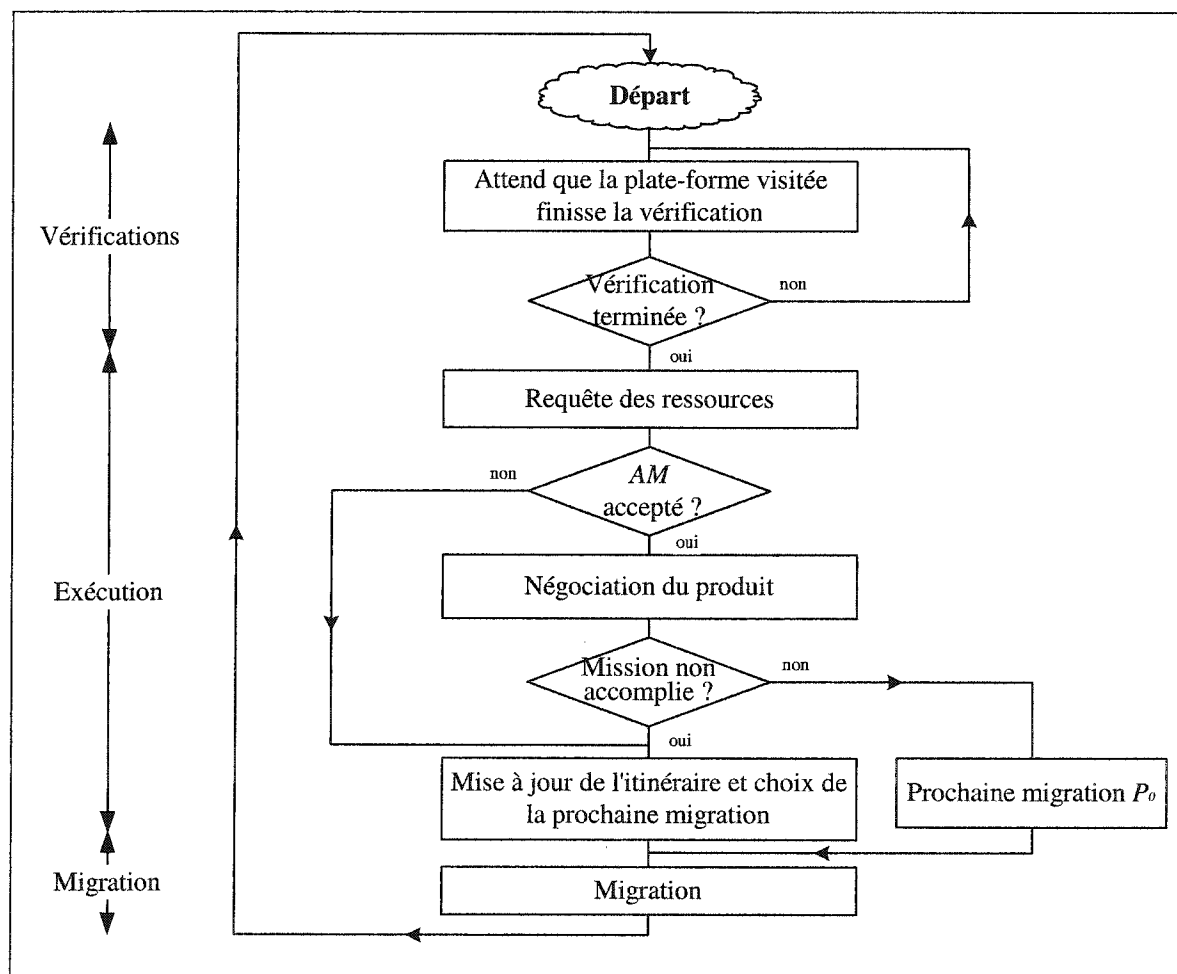 Départ
Attend que la plate-forme visitée
finisse la vérification
Vérifications
Vérification
terminée ?
non
oui
Requête des ressources
AM
accepté ?
non
oui
Exécution
Négociation du produit
Mission non
accomplie ?
non
oui
Mise à jour de l'itinéraire et choix de
la prochaine migration
Prochaine migration P₀
Migration
Migration